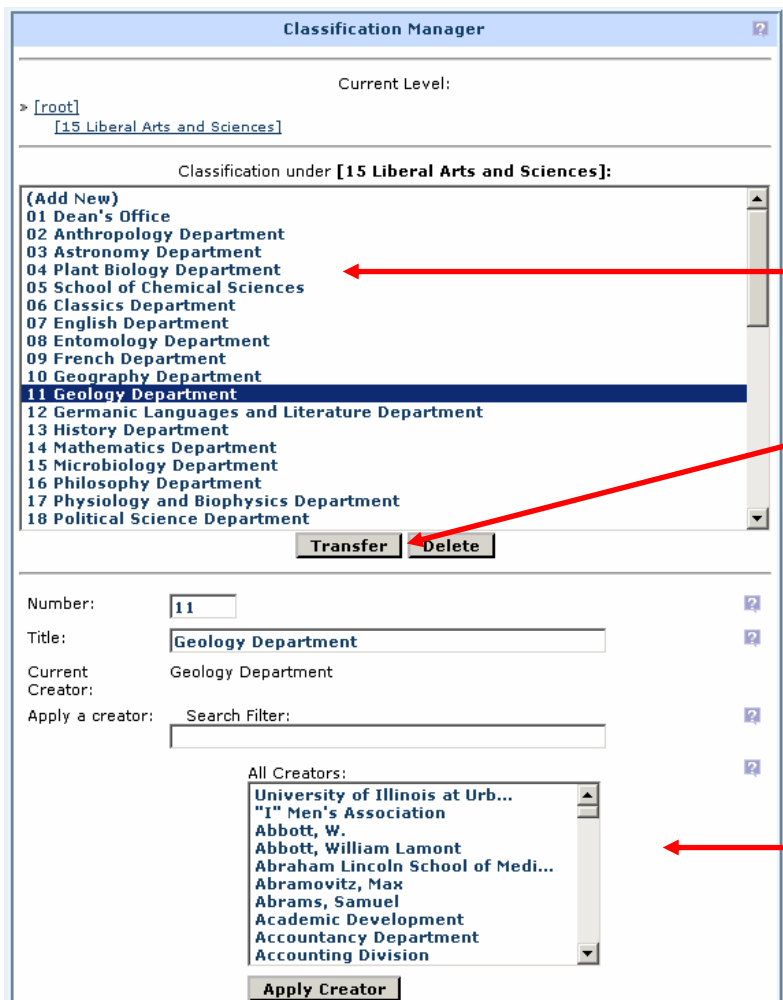 Classification Manager ?
Current Level:
» [root]
[15 Liberal Arts and Sciences]
Classification under [15 Liberal Arts and Sciences]:
(Add New)
01 Dean's Office
02 Anthropology Department
03 Astronomy Department
04 Plant Biology Department
05 School of Chemical Sciences
06 Classics Department
07 English Department
08 Entomology Department
09 French Department
10 Geography Department
11 Geology Department
12 Germanic Languages and Literature Department
13 History Department
14 Mathematics Department
15 Microbiology Department
16 Philosophy Department
17 Physiology and Biophysics Department
18 Political Science Department
Transfer Delete
Number: 11 ?
Title: Geology Department ?
Current Geology Department
Creator:
Apply a creator: Search Filter: ?
All Creators: ?
University of Illinois at Urb...
"I" Men's Association
Abbott, W.
Abbott, William Lamont
Abraham Lincoln School of Medi...
Abramovitz, Max
Abrams, Samuel
Academic Development
Accountancy Department
Accounting Division
Apply Creator